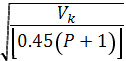 √(V_k / ⌊0.45(P + 1)⌋)